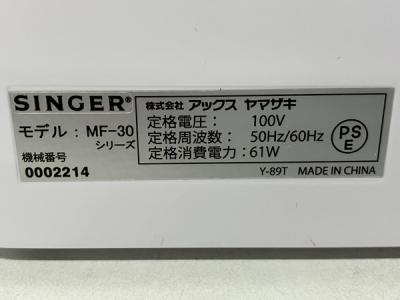 SINGER®
モデル : MF-30
シリーズ
機械番号
0002214
株式会社 アックス ヤマザキ
定格電圧 : 100V
定格周波数 : 50Hz/60Hz
定格消費電力 : 61W
PS
E
Y-89T MADE IN CHINA